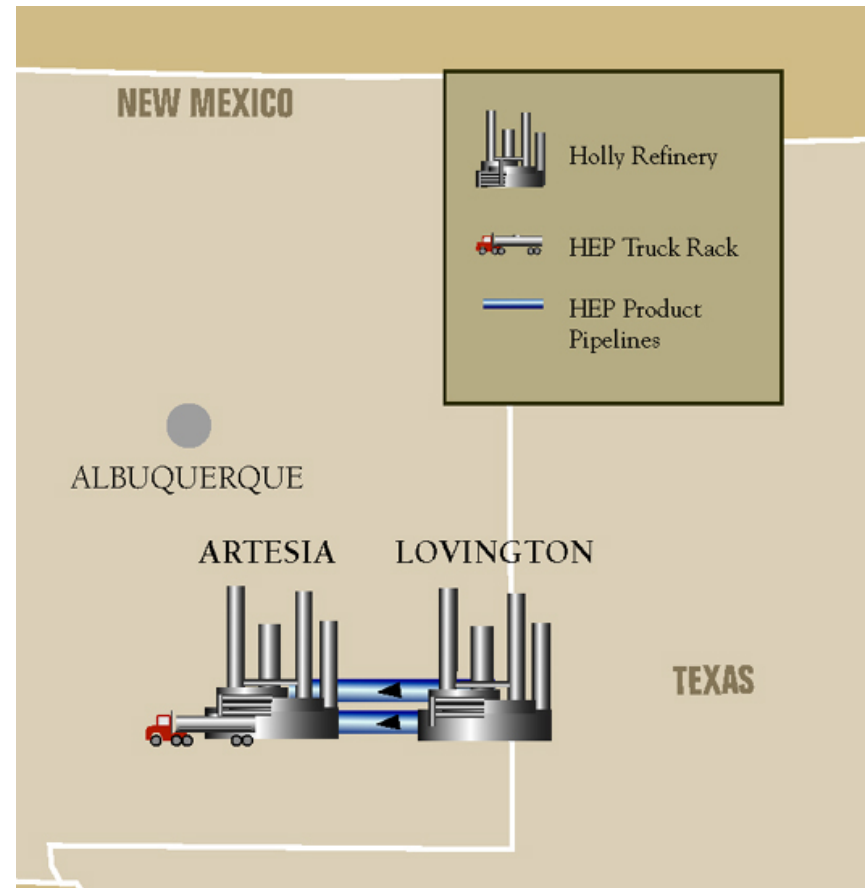 NEW MEXICO
Holly Refinery
HEP Truck Rack
HEP Product
Pipelines
ALBUQUERQUE
ARTESIA
LOVINGTON
TEXAS